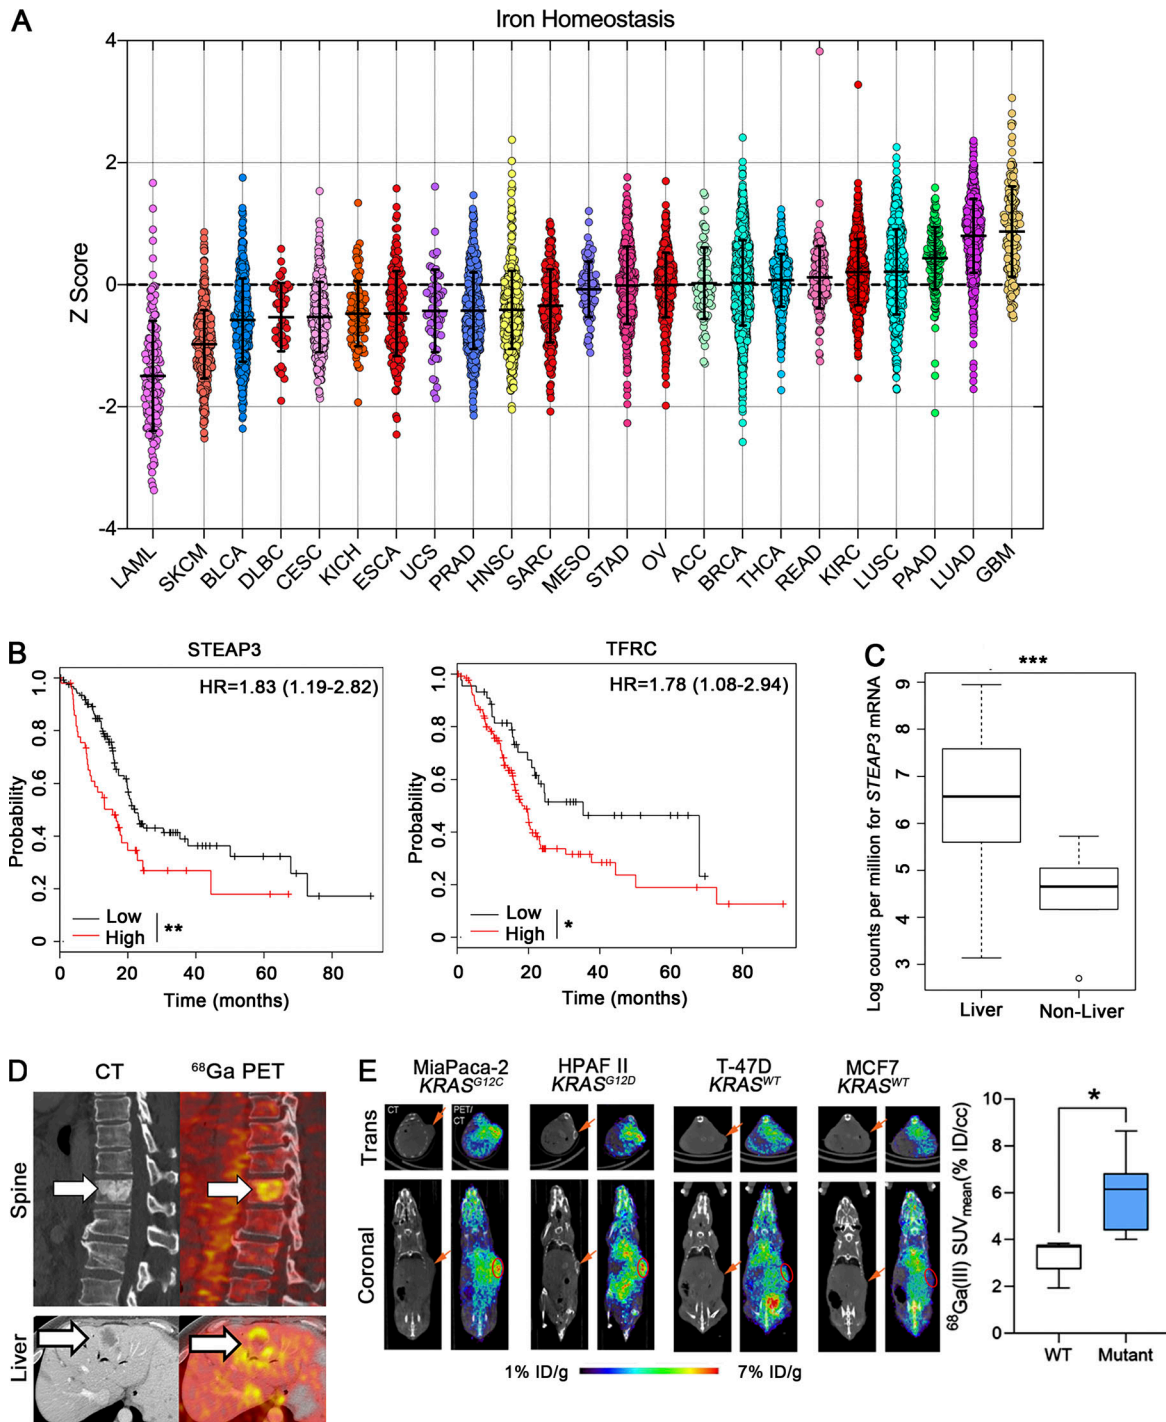 A
Iron Homeostasis
Z Score
4
2
0
-2
-4
LAML
SKCM
BLCA
DLBC
CESC
KICH
ESCA
UCS
PRAD
HNSC
SARC
MESO
STAD
OV
ACC
BRCA
THCA
READ
KIRC
LUSC
PAAD
LUAD
GBM
B
STEAP3
HR=1.83 (1.19-2.82)
Probability
1.0
0.8
0.6
0.4
0.2
0
Low
High
**
0 20 40 60 80
Time (months)
TFRC
HR=1.78 (1.08-2.94)
Probability
1.0
0.8
0.6
0.4
0.2
0
Low
High
*
0 20 40 60 80
Time (months)
C
***
Log counts per million for STEAP3 mRNA
9
8
7
6
5
4
3
Liver Non-Liver
D
CT ⁶⁸Ga PET
Spine
Liver
E
MiaPaca-2 HPAF II T-47D MCF7
KRASᴳ¹²ᶜ KRASᴳ¹²ᴰ KRASᵂᵀ KRASᵂᵀ
Trans
CT
PET/
CT
Coronal
1% ID/g 7% ID/g
⁶⁸Ga(III) SUVmean(% ID/cc)
10
8
6
4
2
0
*
WT Mutant